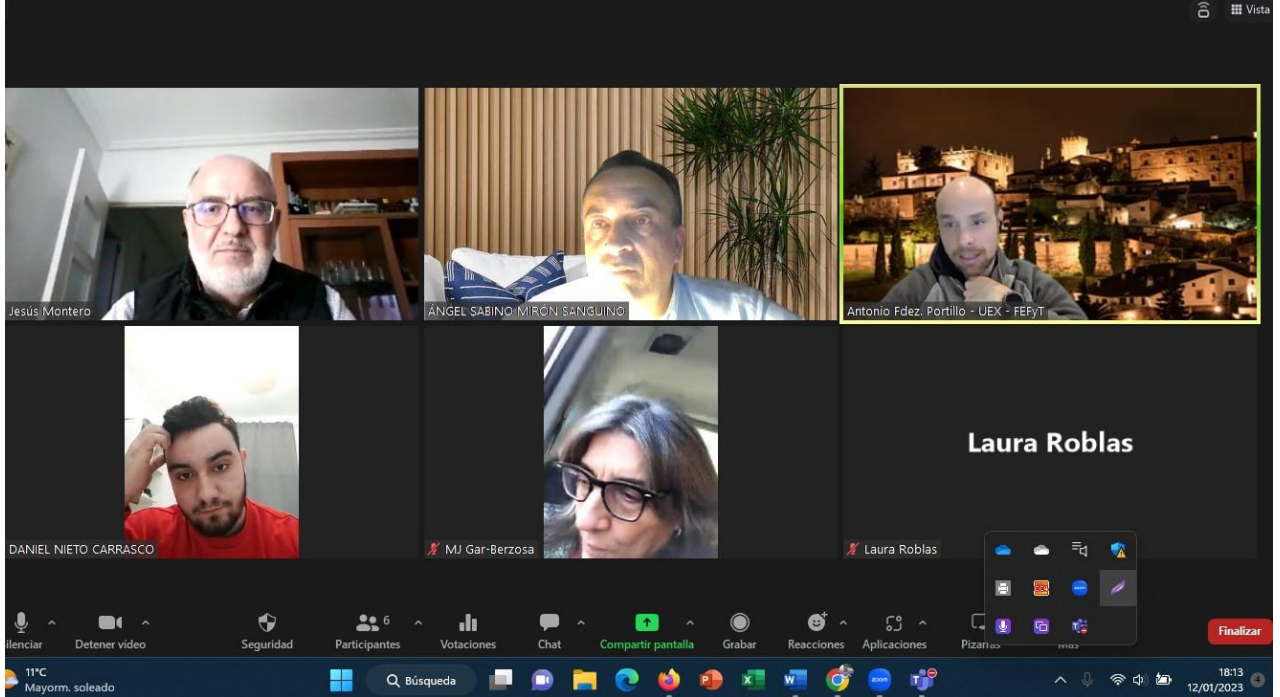 Vista
Jesús Montero
ÁNGEL SABINO MIRÓN SANGUINO
Antonio Fdez. Portillo - UEX - FEFyT
DANIEL NIETO CARRASCO
MJ Gar-Berzosa
Laura Roblas
Laura Roblas
ilenciar
Detener vídeo
Seguridad
6
Participantes
Votaciones
Chat
Compartir pantalla
Grabar
Reacciones
Aplicaciones
Pizarras
Finalizar
11°C
Mayorm. soleado
Búsqueda
zoom
18:13
12/01/2023
4